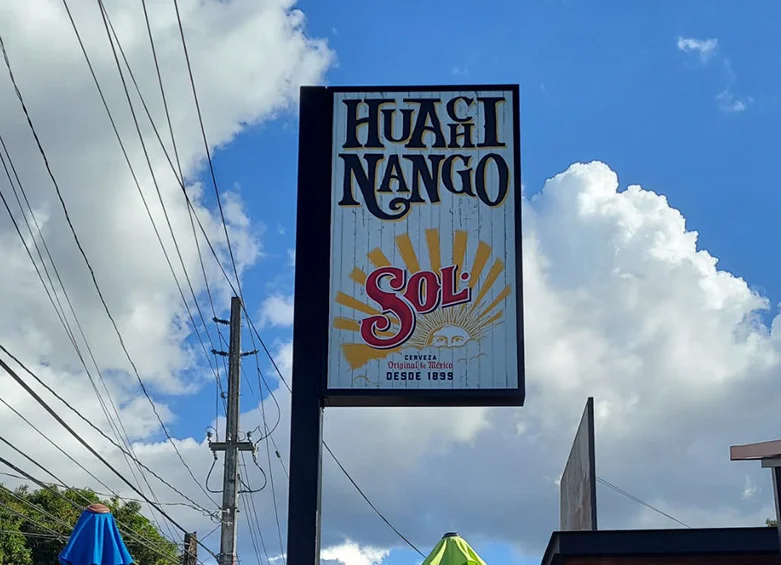 HUACHI
NANGO
SOL
CERVEZA
Original de México
DESDE 1899